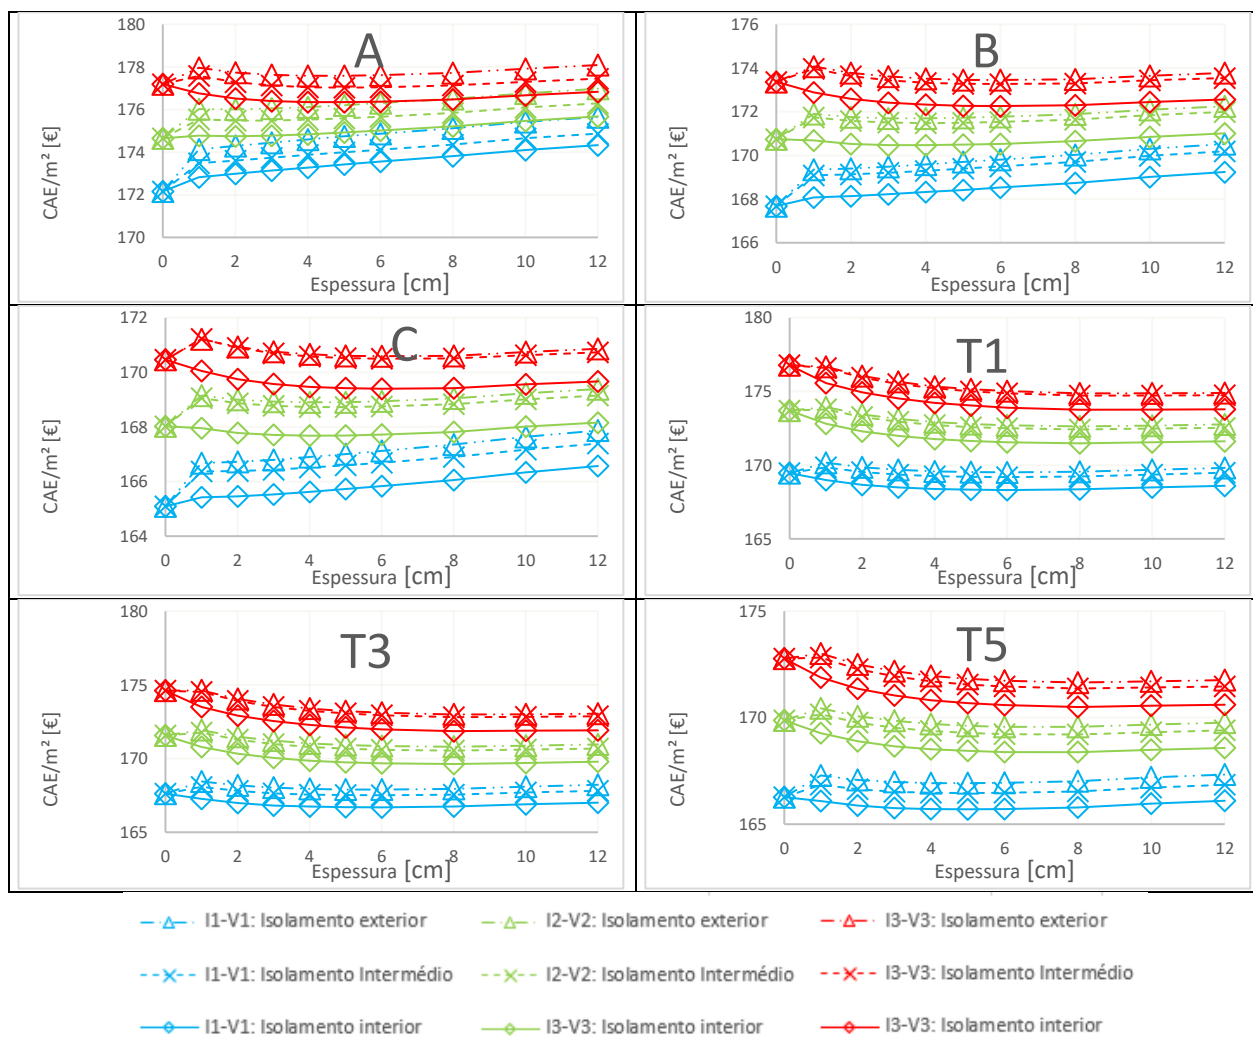 A
180
178
176
174
172
170
CAE/m² [€]
0 2 4 6 8 10 12
Espessura [cm]
B
176
174
172
170
168
166
CAE/m² [€]
0 2 4 6 8 10 12
Espessura [cm]
C
172
170
168
166
164
CAE/m² [€]
0 2 4 6 8 10 12
Espessura [cm]
T1
180
175
170
165
CAE/m² [€]
0 2 4 6 8 10 12
Espessura [cm]
T3
180
175
170
165
CAE/m² [€]
0 2 4 6 8 10 12
Espessura [cm]
T5
175
170
165
CAE/m² [€]
0 2 4 6 8 10 12
Espessura [cm]
I1-V1: Isolamento exterior I2-V2: Isolamento exterior I3-V3: Isolamento exterior
I1-V1: Isolamento Intermédio I2-V2: Isolamento Intermédio I3-V3: Isolamento Intermédio
I1-V1: Isolamento interior I3-V3: Isolamento interior I3-V3: Isolamento interior